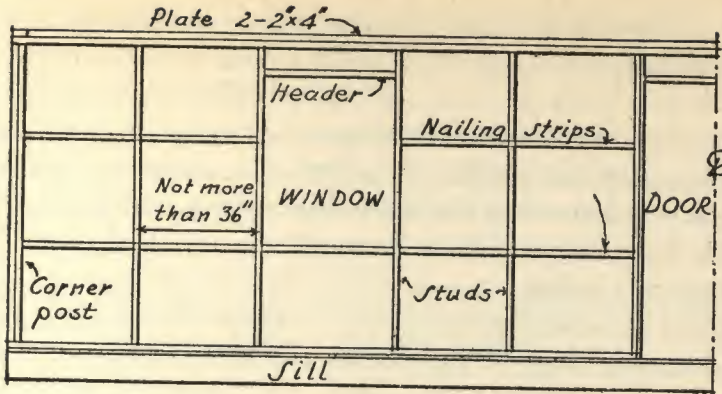 Plate 2-2"x4"
Header
Nailing strips
Not more
than 36"
WINDOW
DOOR
℄
Corner
post
Studs
Sill